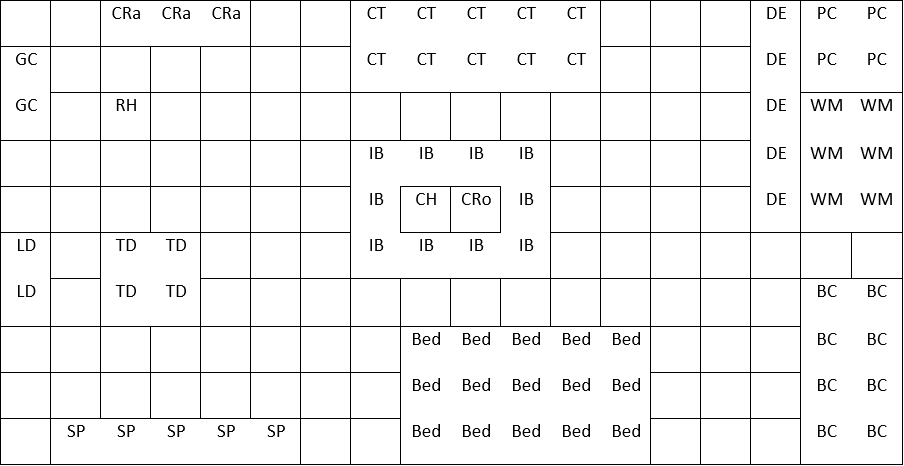 CRa CRa CRa CT CT CT CT CT DE PC PC
GC CT CT CT CT CT DE PC PC
GC RH DE WM WM
IB IB IB IB DE WM WM
IB CH CRo IB DE WM WM
LD TD TD IB IB IB IB
LD TD TD BC BC
Bed Bed Bed Bed Bed BC BC
Bed Bed Bed Bed Bed BC BC
SP SP SP SP SP Bed Bed Bed Bed Bed BC BC